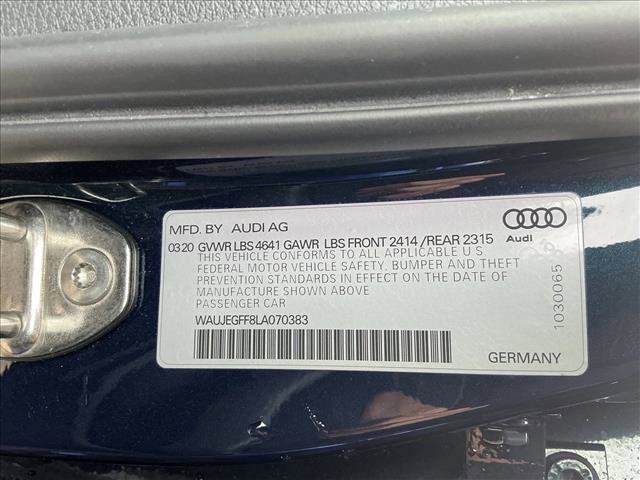 MFD. BY AUDI AG
0320 GVWR LBS 4641 GAWR LBS FRONT 2414 /REAR 2315
THIS VEHICLE CONFORMS TO ALL APPLICABLE U S
FEDERAL MOTOR VEHICLE SAFETY, BUMPER AND THEFT
PREVENTION STANDARDS IN EFFECT ON THE DATE OF
MANUFACTURE SHOWN ABOVE
PASSENGER CAR
WAUJEGFF8LA070383
GERMANY
Audi
1030065